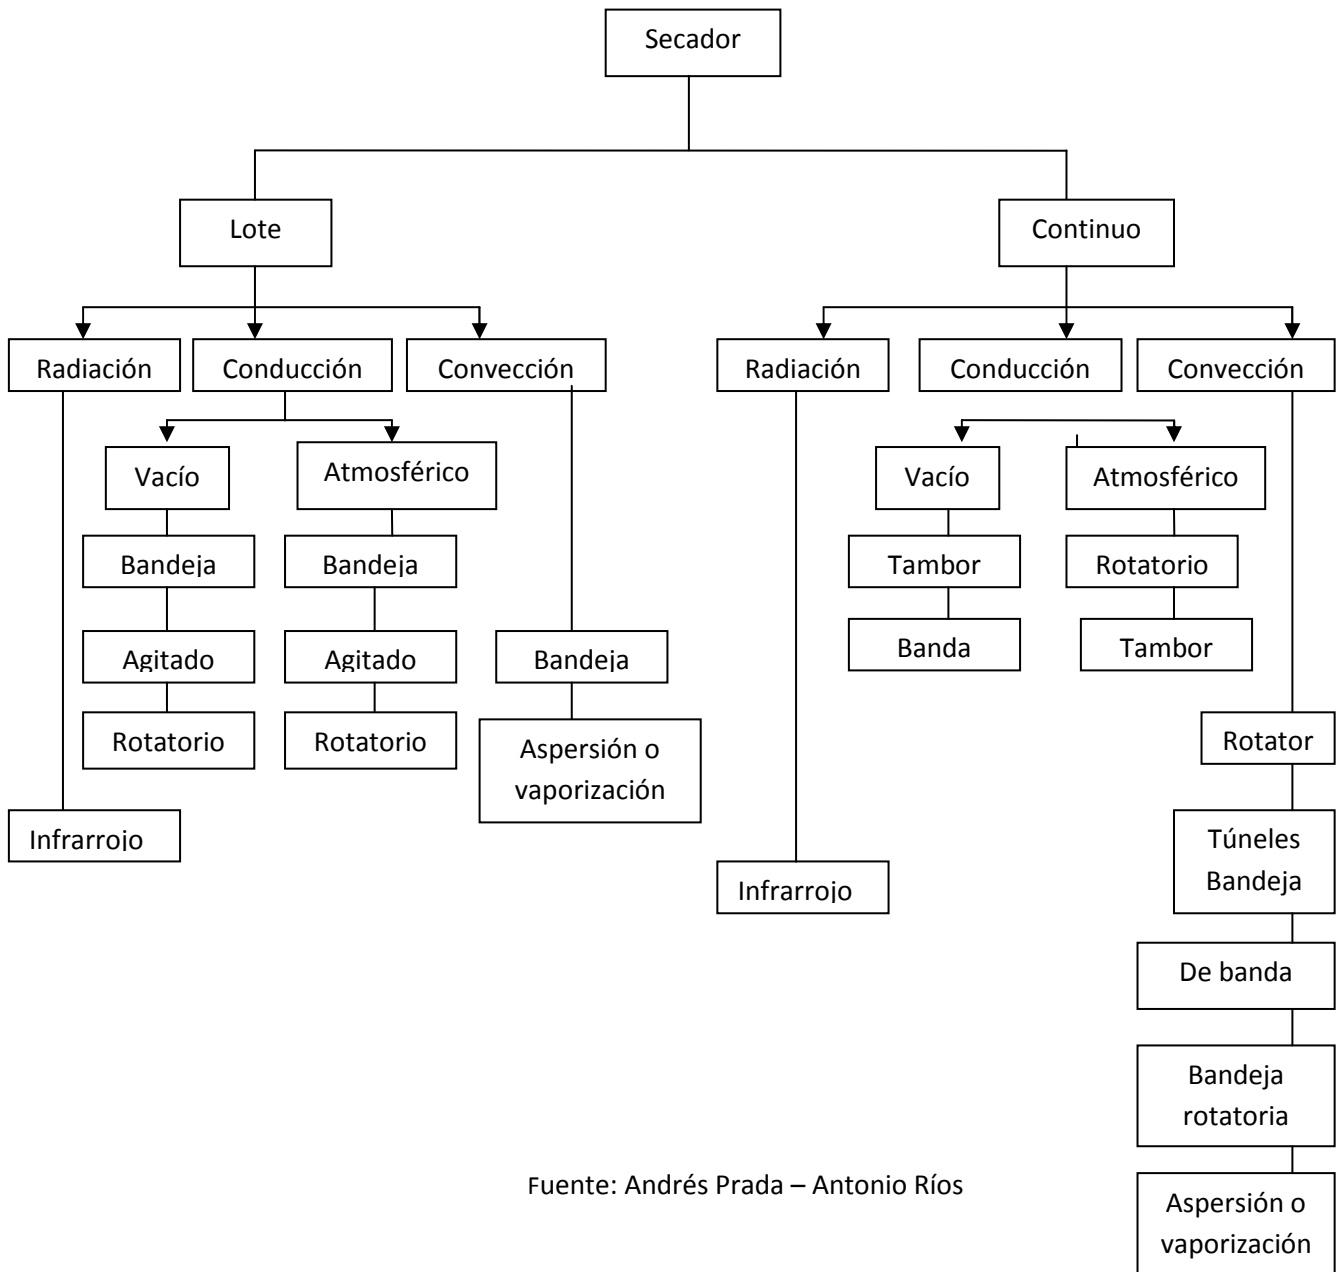 Secador
Lote
Continuo
Radiación
Conducción
Convección
Radiación
Conducción
Convección
Vacío
Atmosférico
Vacío
Atmosférico
Bandeja
Bandeja
Tambor
Rotatorio
Agitado
Agitado
Bandeja
Banda
Tambor
Rotatorio
Rotatorio
Aspersión o
vaporización
Rotator
Infrarrojo
Túneles
Bandeja
Infrarrojo
De banda
Bandeja
rotatoria
Fuente: Andrés Prada – Antonio Ríos
Aspersión o
vaporización